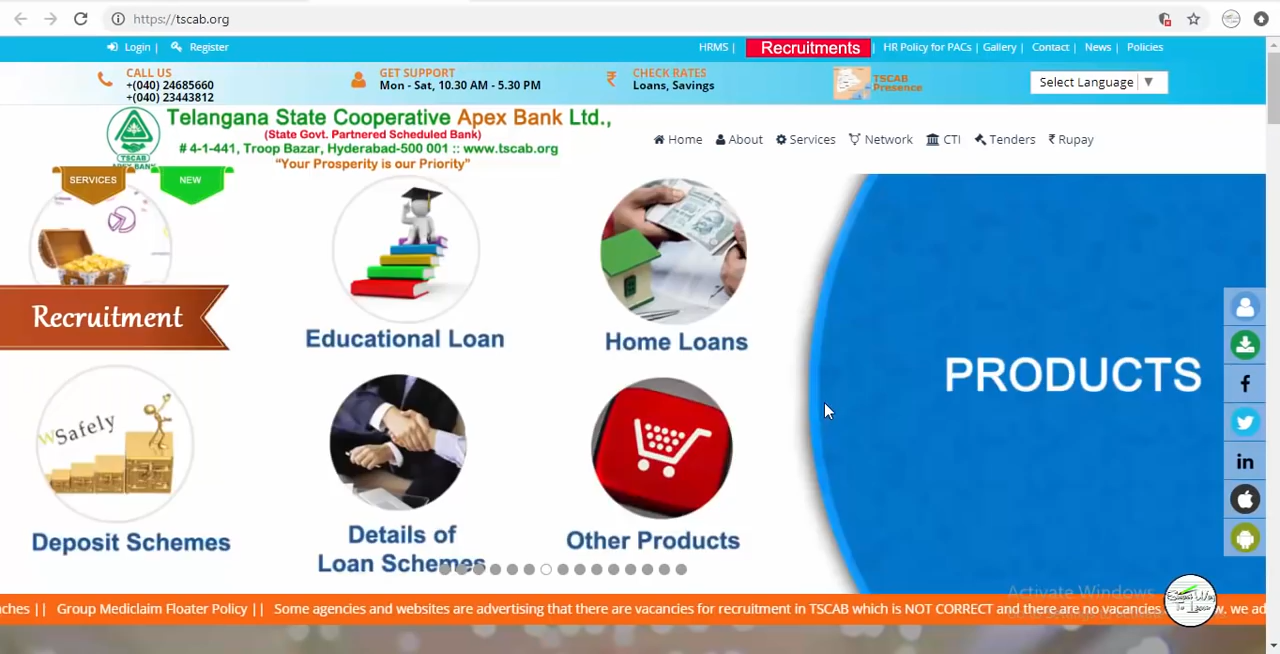 https://tscab.org
Login | Register
HRMS | Recruitments | HR Policy for PACs | Gallery | Contact | News | Policies
CALL US
+(040) 24685660
+(040) 23443812
GET SUPPORT
Mon - Sat, 10.30 AM - 5.30 PM
CHECK RATES
Loans, Savings
TSCAB
Presence
Select Language | ▼
TSCAB
Telangana State Cooperative Apex Bank Ltd.,
(State Govt. Partnered Scheduled Bank)
# 4-1-441, Troop Bazar, Hyderabad-500 001 :: www.tscab.org
"Your Prosperity is our Priority"
Home About Services Network CTI Tenders ₹ Rupay
SERVICES NEW
Recruitment
Educational Loan
Home Loans
PRODUCTS
Safely
Deposit Schemes
Details of
Loan Schemes
Other Products
Activate Windows
ches || Group Mediclaim Floater Policy || Some agencies and websites are advertising that there are vacancies for recruitment in TSCAB which is NOT CORRECT and there are no vacancies